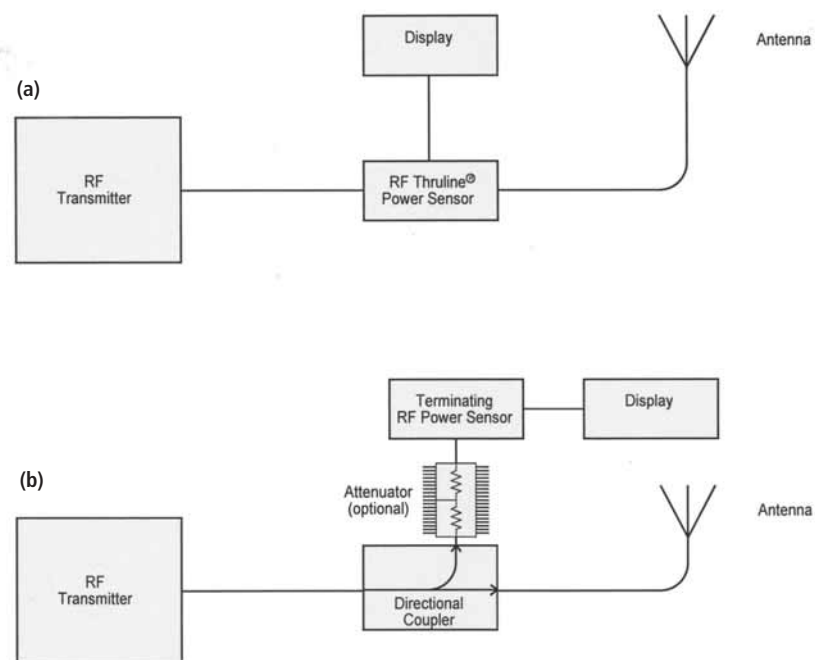 (a)
Display
Antenna
RF
Transmitter
RF Thruline®
Power Sensor
(b)
Terminating
RF Power Sensor
Display
Attenuator
(optional)
Antenna
RF
Transmitter
Directional
Coupler